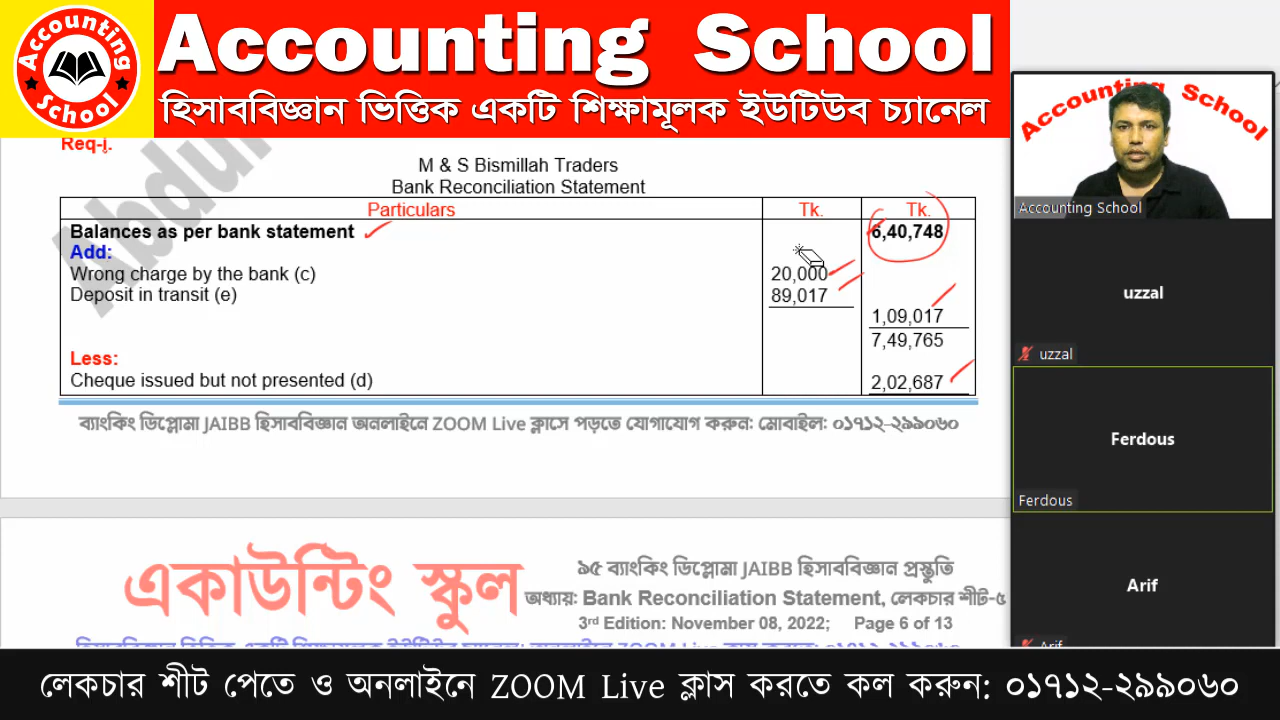 Accounting School
Accounting School
হিসাববিজ্ঞান ভিত্তিক একটি শিক্ষামূলক ইউটিউব চ্যানেল
Req-i.
Abdul
M & S Bismillah Traders
Bank Reconciliation Statement
Particulars Tk. Tk.
Balances as per bank statement 6,40,748
Add:
Wrong charge by the bank (c) 20,000
Deposit in transit (e) 89,017
1,09,017
7,49,765
Less:
Cheque issued but not presented (d) 2,02,687
ব্যাংকিং ডিপ্লোমা JAIBB হিসাববিজ্ঞান অনলাইনে ZOOM Live ক্লাসে পড়তে যোগাযোগ করুন: মোবাইল: ০১৭১২-২৯৯০৬০
একাউন্টিং স্কুল
৯৫ ব্যাংকিং ডিপ্লোমা JAIBB হিসাববিজ্ঞান প্রস্তুতি
অধ্যায়: Bank Reconciliation Statement, লেকচার শীট-৫
3rd Edition: November 08, 2022; Page 6 of 13
Accounting School
Accounting School
uzzal
uzzal
Ferdous
Ferdous
Arif
Arif
লেকচার শীট পেতে ও অনলাইনে ZOOM Live ক্লাস করতে কল করুন: ০১৭১২-২৯৯০৬০